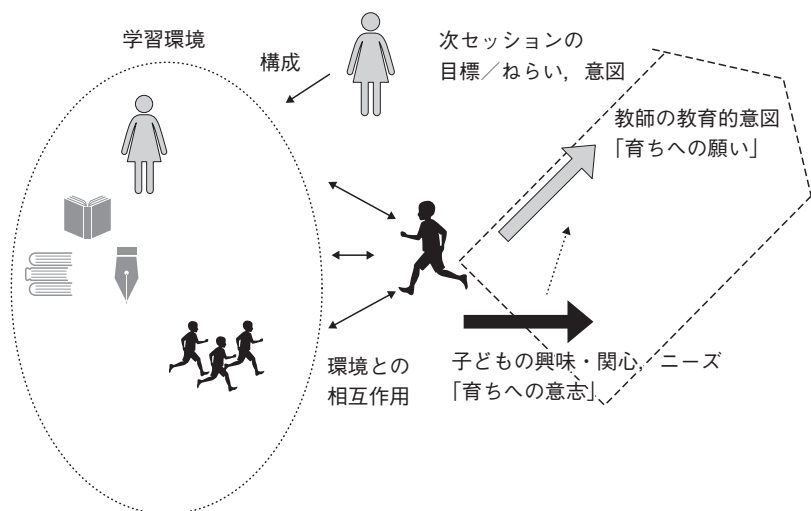 学習環境
構成
次セッションの
目標／ねらい，意図
教師の教育的意図
「育ちへの願い」
環境との
相互作用
子どもの興味・関心，ニーズ
「育ちへの意志」